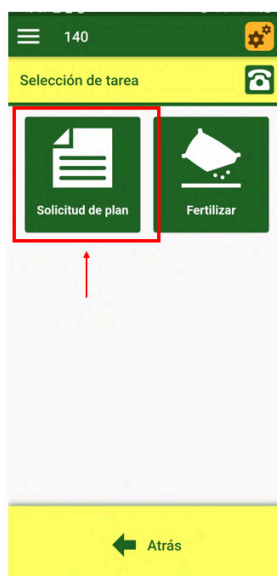 140
Selección de tarea
Solicitud de plan
Fertilizar
Atrás